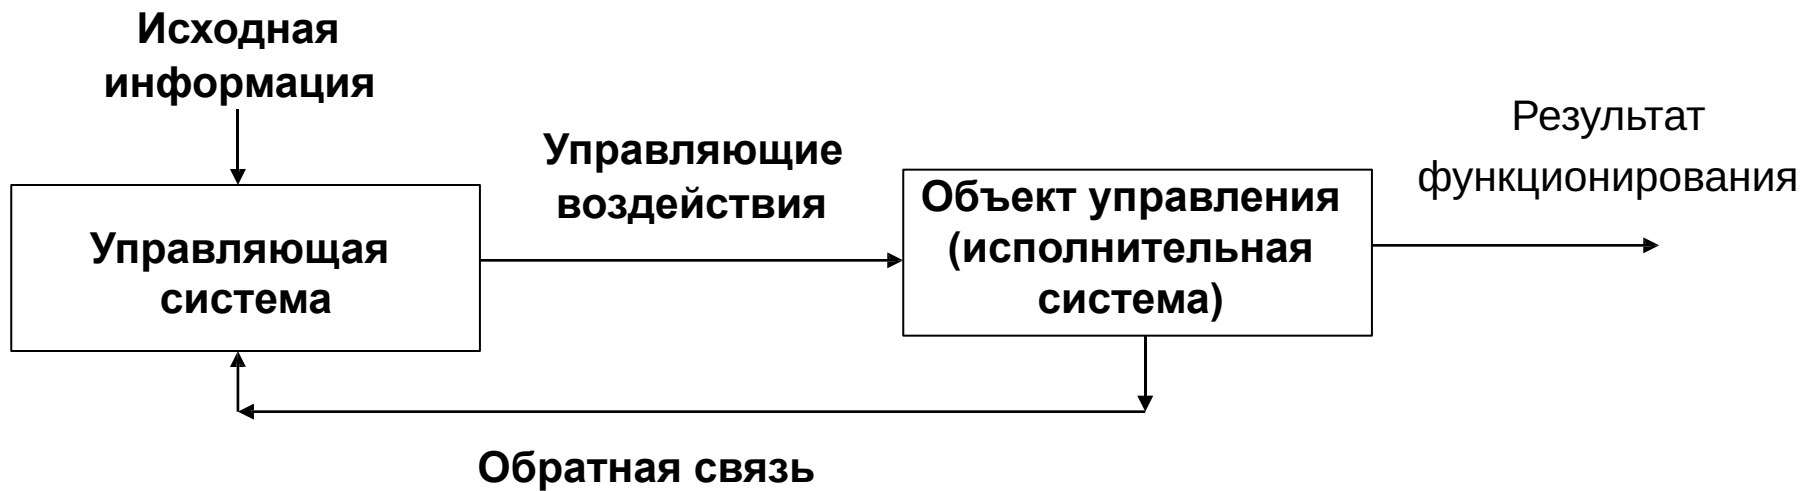 Исходная
информация
Управляющие
воздействия
Результат
функционирования
Управляющая
система
Объект управления
(исполнительная
система)
Обратная связь